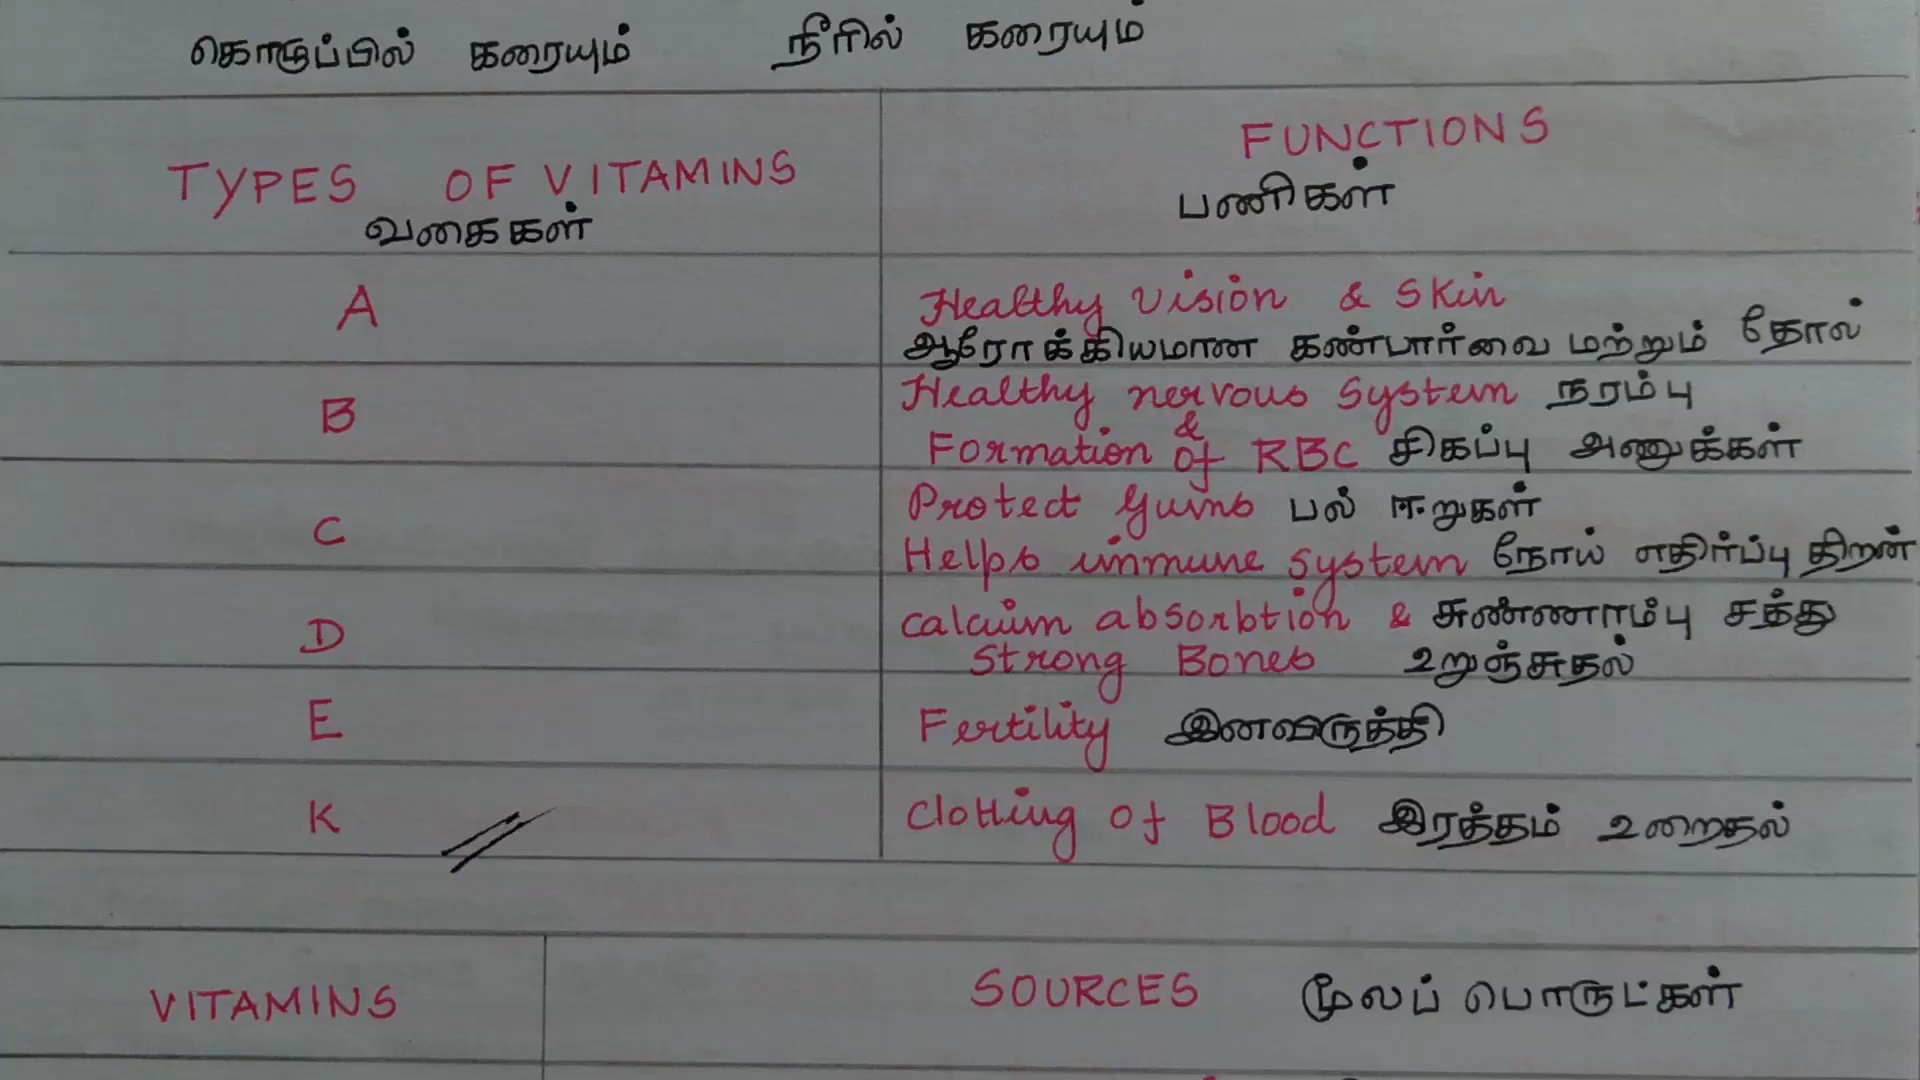 கொழுப்பில் கரையும் நீரில் கரையும்
TYPES OF VITAMINS
வகைகள்
FUNCTIONS
பணிகள்
A
Healthy Vision & Skin
ஆரோக்கியமான கண்பார்வை மற்றும் தோல்
B
Healthy nervous system நரம்பு
&
Formation of RBC சிகப்பு அணுக்கள்
C
Protect Gums பல் ஈறுகள்
Helps immune system நோய் எதிர்ப்பு திறன்
D
Calcium absorbtion & சுண்ணாம்பு சத்து
Strong Bones உறுஞ்சுதல்
E
Fertility இனவிருத்தி
K
Clotting of Blood இரத்தம் உறைதல்
VITAMINS
SOURCES மூலப் பொருட்கள்